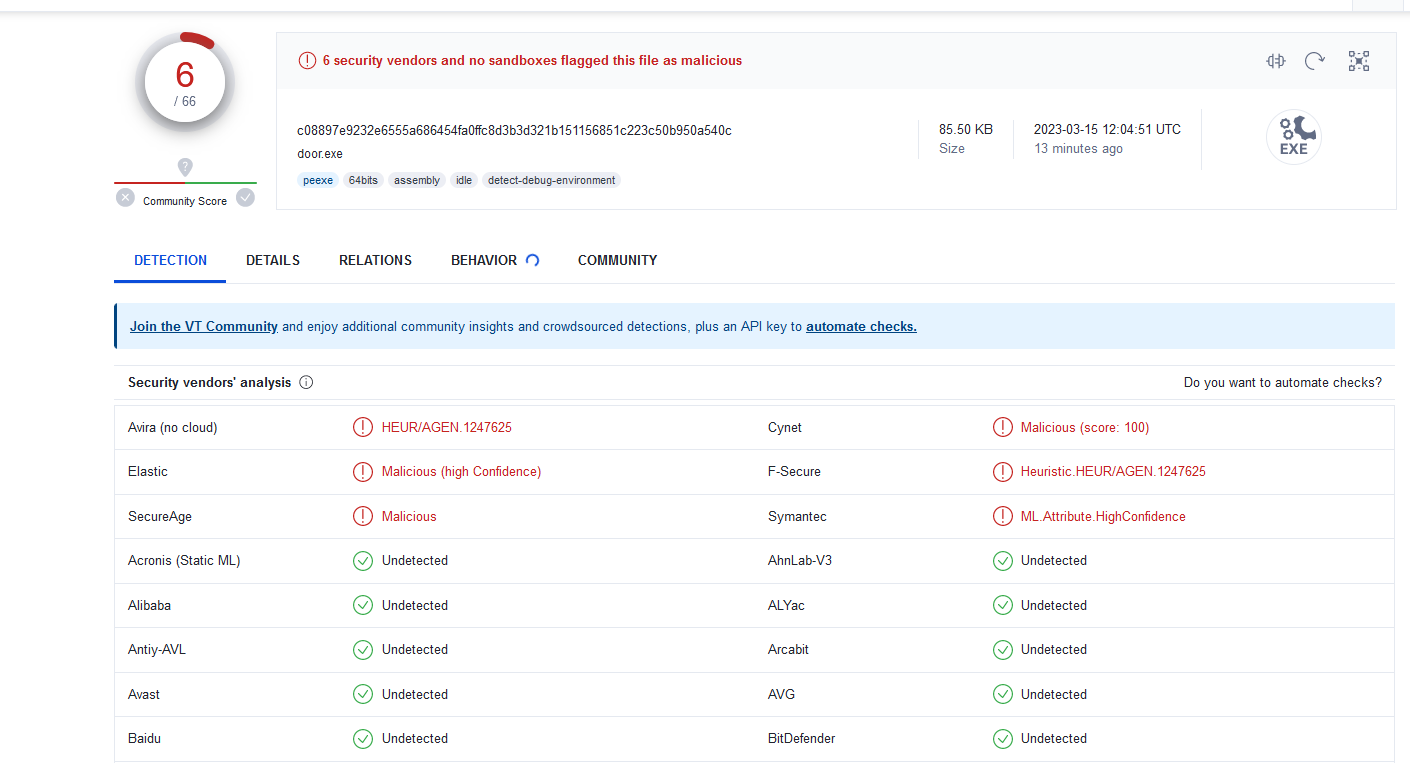 6
/ 66
Community Score
6 security vendors and no sandboxes flagged this file as malicious
c08897e9232e6555a686454fa0ffc8d3b3d321b151156851c223c50b950a540c
door.exe
peexe 64bits assembly idle detect-debug-environment
85.50 KB
Size
2023-03-15 12:04:51 UTC
13 minutes ago
EXE
DETECTION DETAILS RELATIONS BEHAVIOR COMMUNITY
Join the VT Community and enjoy additional community insights and crowdsourced detections, plus an API key to automate checks.
Security vendors' analysis Do you want to automate checks?
Avira (no cloud) HEUR/AGEN.1247625 Cynet Malicious (score: 100)
Elastic Malicious (high Confidence) F-Secure Heuristic.HEUR/AGEN.1247625
SecureAge Malicious Symantec ML.Attribute.HighConfidence
Acronis (Static ML) Undetected AhnLab-V3 Undetected
Alibaba Undetected ALYac Undetected
Antiy-AVL Undetected Arcabit Undetected
Avast Undetected AVG Undetected
Baidu Undetected BitDefender Undetected